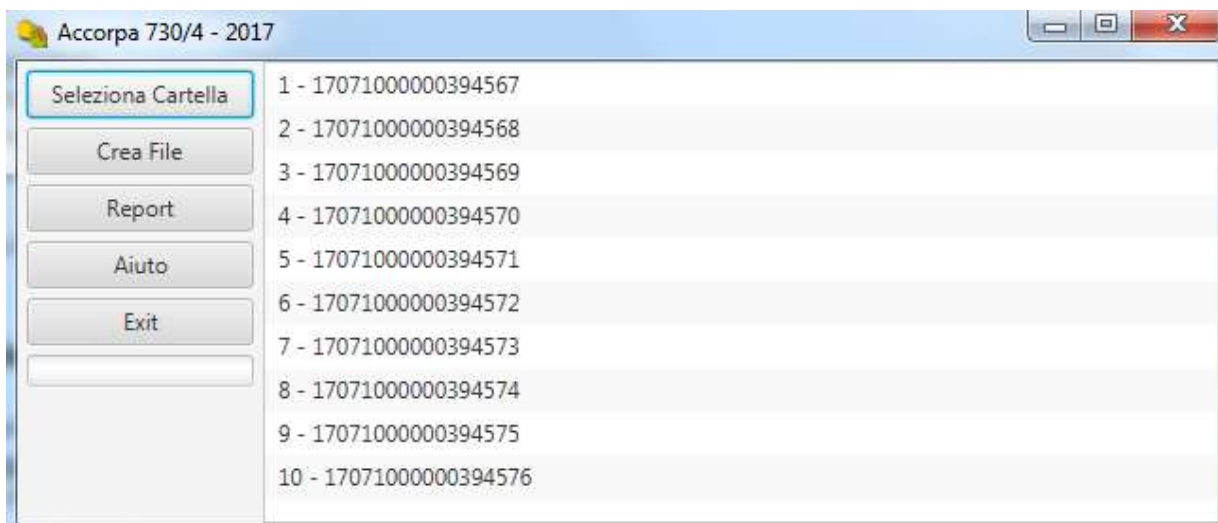 Accorpa 730/4 - 2017
Seleziona Cartella
Crea File
Report
Aiuto
Exit
1 - 17071000000394567
2 - 17071000000394568
3 - 17071000000394569
4 - 17071000000394570
5 - 17071000000394571
6 - 17071000000394572
7 - 17071000000394573
8 - 17071000000394574
9 - 17071000000394575
10 - 17071000000394576